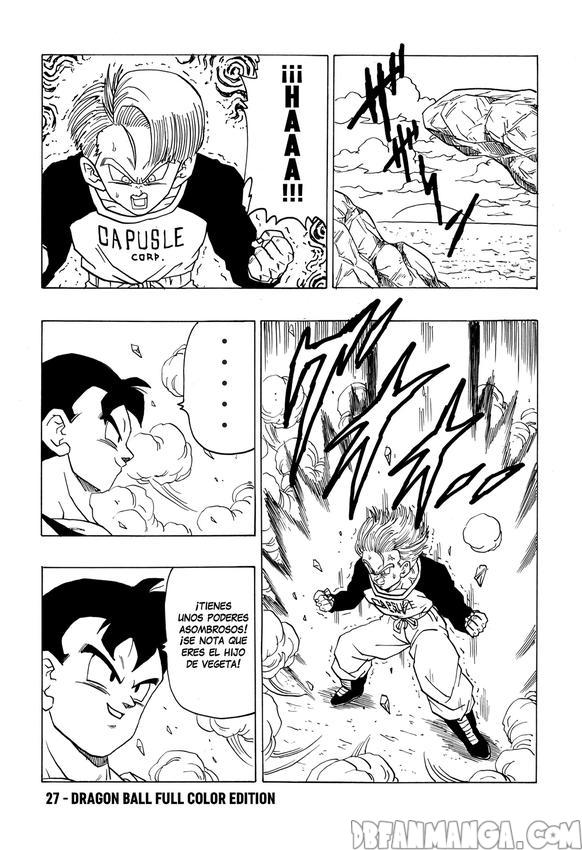 ¡¡¡HAAA!!!
CAPUSLE
CORP.
.....
CAPUSLE
¡TIENES
UNOS PODERES
ASOMBROSOS!
¡SE NOTA QUE
ERES EL HIJO
DE VEGETA!
27 - DRAGON BALL FULL COLOR EDITION
DBFANMANGA.COM